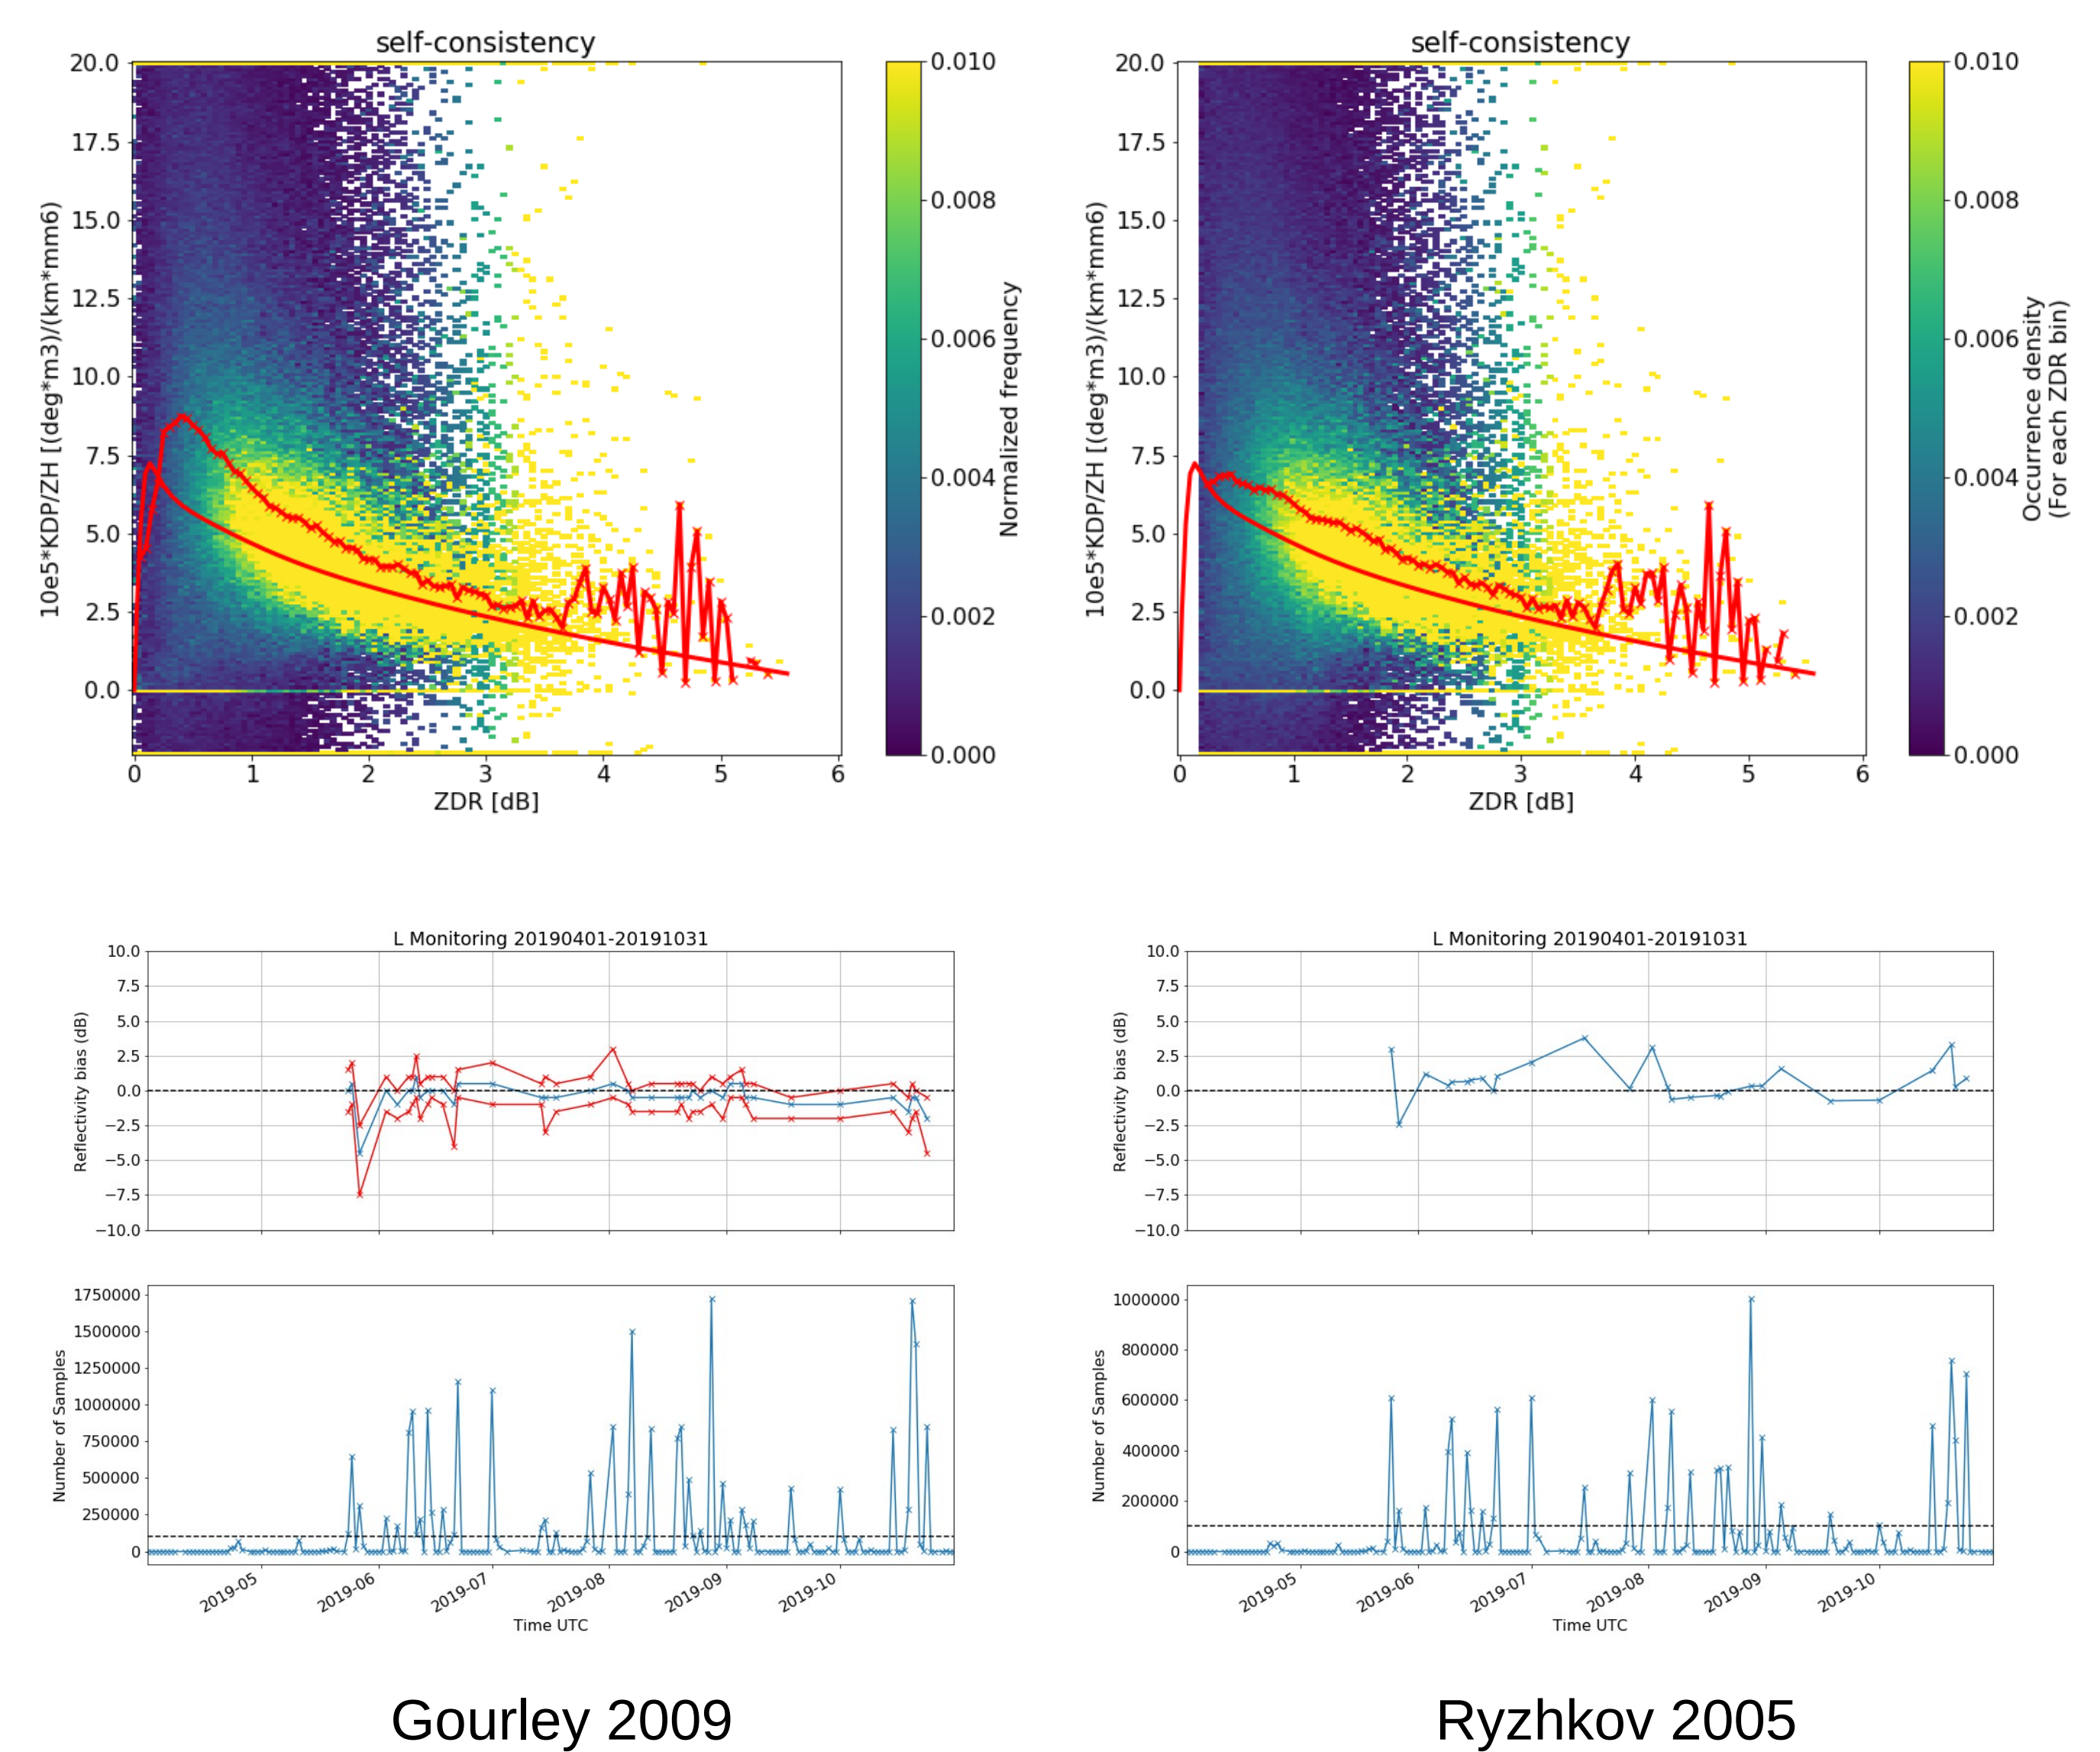 self-consistency
20.0
17.5
15.0
12.5
10.0
7.5
5.0
2.5
0.0
10e5*KDP/ZH [(deg*m3)/(km*mm6)
0 1 2 3 4 5 6
ZDR [dB]
0.010
0.008
0.006
0.004
0.002
0.000
Normalized frequency
self-consistency
20.0
17.5
15.0
12.5
10.0
7.5
5.0
2.5
0.0
10e5*KDP/ZH [(deg*m3)/(km*mm6)
0 1 2 3 4 5 6
ZDR [dB]
0.010
0.008
0.006
0.004
0.002
0.000
Occurrence density
(For each ZDR bin)
L Monitoring 20190401-20191031
10.0
7.5
5.0
2.5
0.0
−2.5
−5.0
−7.5
−10.0
Reflectivity bias (dB)
1750000
1500000
1250000
1000000
750000
500000
250000
0
Number of Samples
2019-05 2019-06 2019-07 2019-08 2019-09 2019-10
Time UTC
L Monitoring 20190401-20191031
10.0
7.5
5.0
2.5
0.0
−2.5
−5.0
−7.5
−10.0
Reflectivity bias (dB)
1000000
800000
600000
400000
200000
0
Number of Samples
2019-05 2019-06 2019-07 2019-08 2019-09 2019-10
Time UTC
Gourley 2009
Ryzhkov 2005